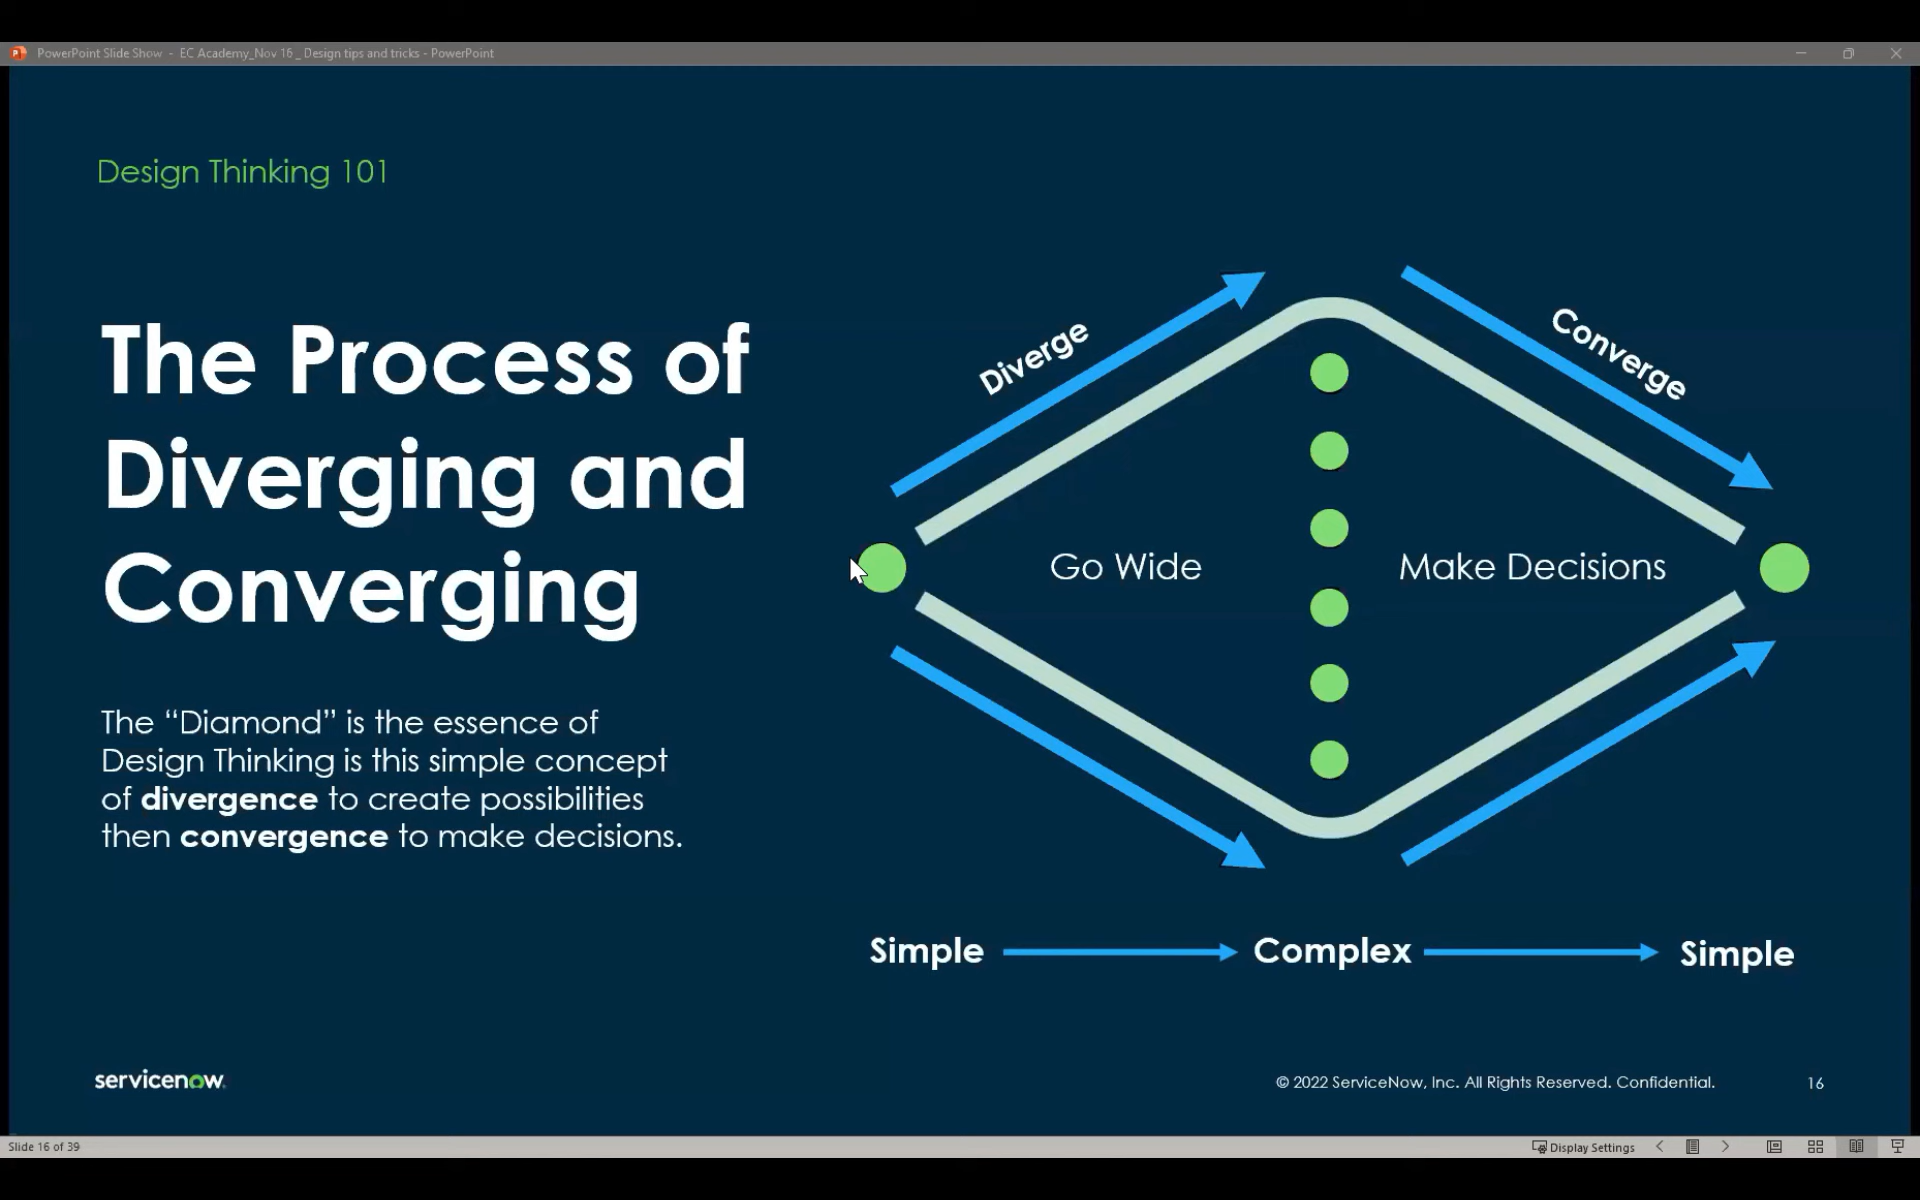 PowerPoint Slide Show - EC Academy_Nov 16 _ Design tips and tricks - PowerPoint
Design Thinking 101
The Process of
Diverging and
Converging
The “Diamond” is the essence of
Design Thinking is this simple concept
of divergence to create possibilities
then convergence to make decisions.
Diverge
Converge
Go Wide
Make Decisions
Simple
Complex
Simple
servicenow.
© 2022 ServiceNow, Inc. All Rights Reserved. Confidential.
16
Slide 16 of 39
Display Settings